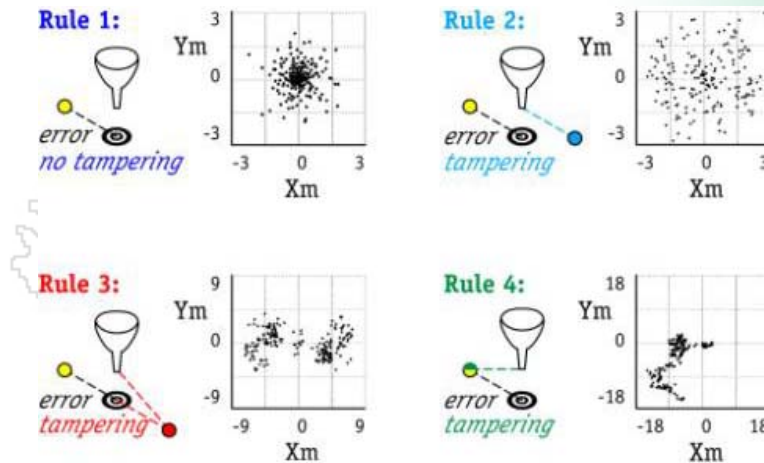 Rule 1:
Ym
3
0
-3
error
no tampering
-3 0 3
Xm
Rule 2:
Ym
3
0
-3
error
tampering
-3 0 3
Xm
Rule 3:
Ym
9
0
-9
error
tampering
-9 0 9
Xm
Rule 4:
Ym
18
0
-18
error
tampering
-18 0 18
Xm